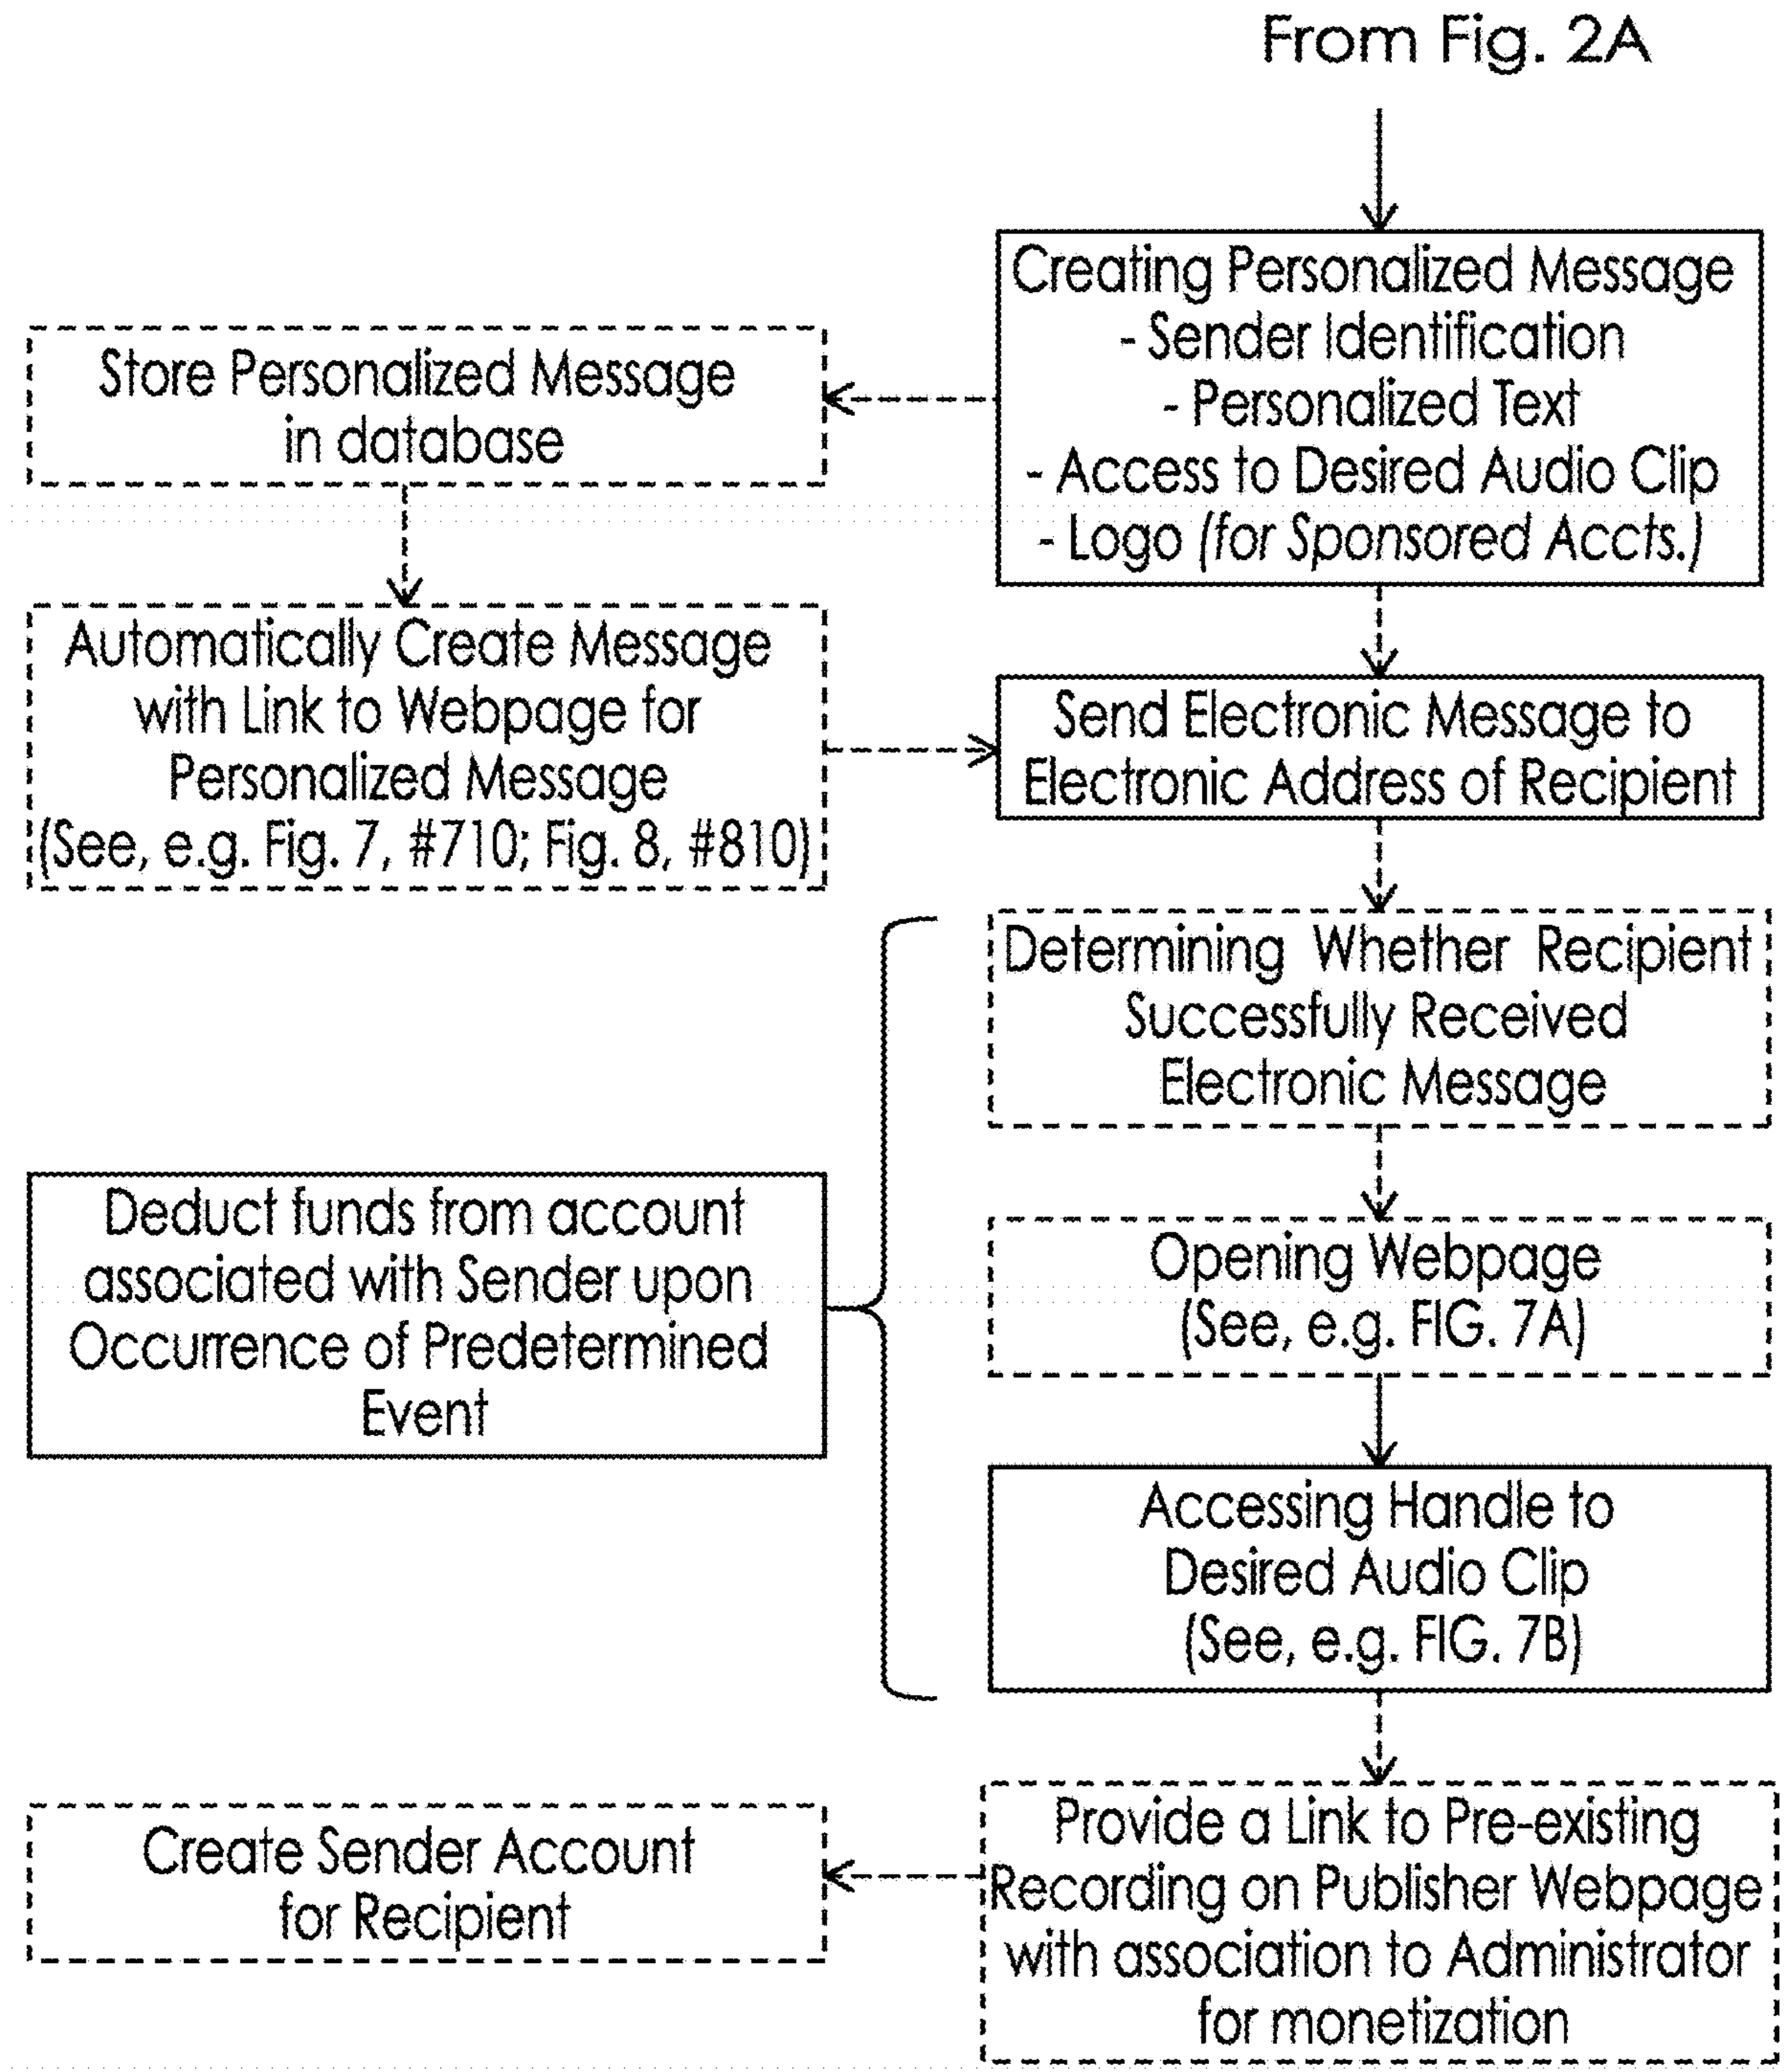 From Fig. 2A
Creating Personalized Message
- Sender Identification
- Personalized Text
- Access to Desired Audio Clip
- Logo (for Sponsored Accts.)
Store Personalized Message
in database
Automatically Create Message
with Link to Webpage for
Personalized Message
(See, e.g. Fig. 7, #710; Fig. 8, #810)
Send Electronic Message to
Electronic Address of Recipient
Determining Whether Recipient
Successfully Received
Electronic Message
Deduct funds from account
associated with Sender upon
Occurrence of Predetermined
Event
Opening Webpage
(See, e.g. FIG. 7A)
Accessing Handle to
Desired Audio Clip
(See, e.g. FIG. 7B)
Provide a Link to Pre-existing
Recording on Publisher Webpage
with association to Administrator
for monetization
Create Sender Account
for Recipient